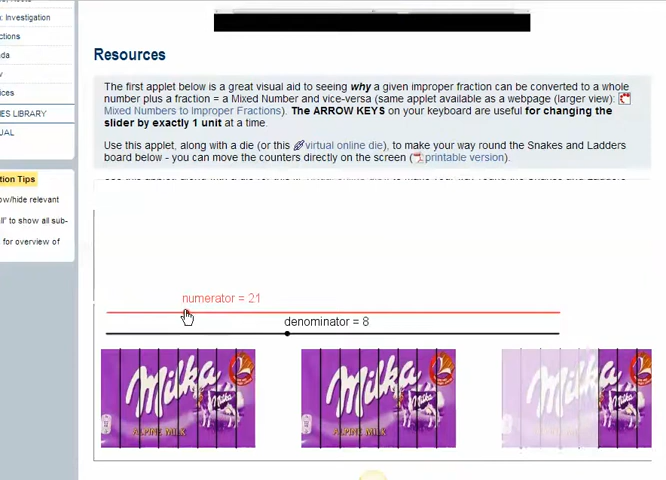 : Investigation
ctions
da
ices
ES LIBRARY
UAL
tion Tips
ow/hide relevant
all" to show all sub-
for overview of
Resources
The first applet below is a great visual aid to seeing why a given improper fraction can be converted to a whole
number plus a fraction = a Mixed Number and vice-versa (same applet available as a webpage (larger view):
Mixed Numbers to Improper Fractions). The ARROW KEYS on your keyboard are useful for changing the
slider by exactly 1 unit at a time.
Use this applet, along with a die (or this virtual online die), to make your way round the Snakes and Ladders
board below - you can move the counters directly on the screen (printable version).
numerator = 21
denominator = 8
Milka
ALPINE MILK
Milka
ALPINE MILK
Milka